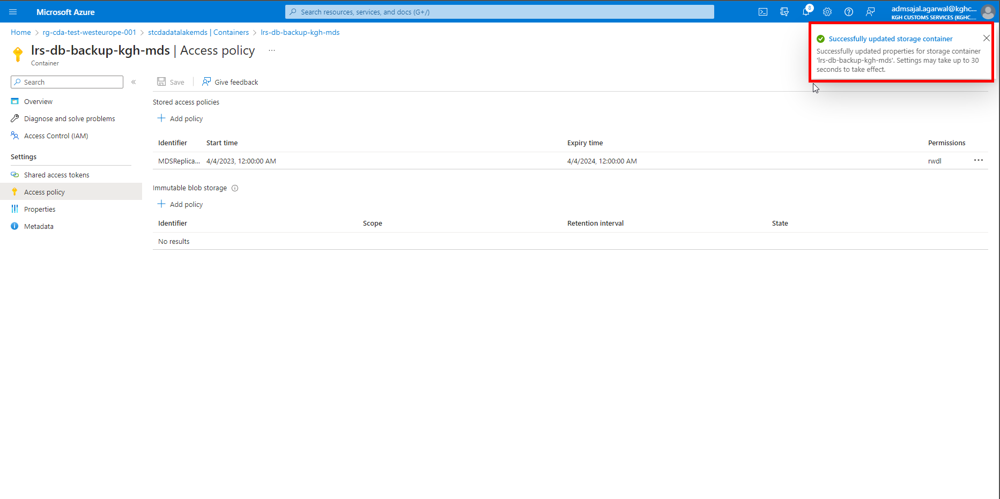 Microsoft Azure
Search resources, services, and docs (G+/)
8
admsajal.agarwal@kghc...
KGH CUSTOMS SERVICES (KGHC....
Home > rg-cda-test-westeurope-001 > stcdadatalakemds | Containers > lrs-db-backup-kgh-mds
lrs-db-backup-kgh-mds | Access policy ...
Container
Successfully updated storage container
Successfully updated properties for storage container
'lrs-db-backup-kgh-mds'. Settings may take up to 30
seconds to take effect.
Search
Overview
Diagnose and solve problems
Access Control (IAM)
Settings
Shared access tokens
Access policy
Properties
Metadata
Save
Give feedback
Stored access policies
Add policy
Identifier Start time Expiry time Permissions
MDSReplica... 4/4/2023, 12:00:00 AM 4/4/2024, 12:00:00 AM rwdl
Immutable blob storage
Add policy
Identifier Scope Retention interval State
No results